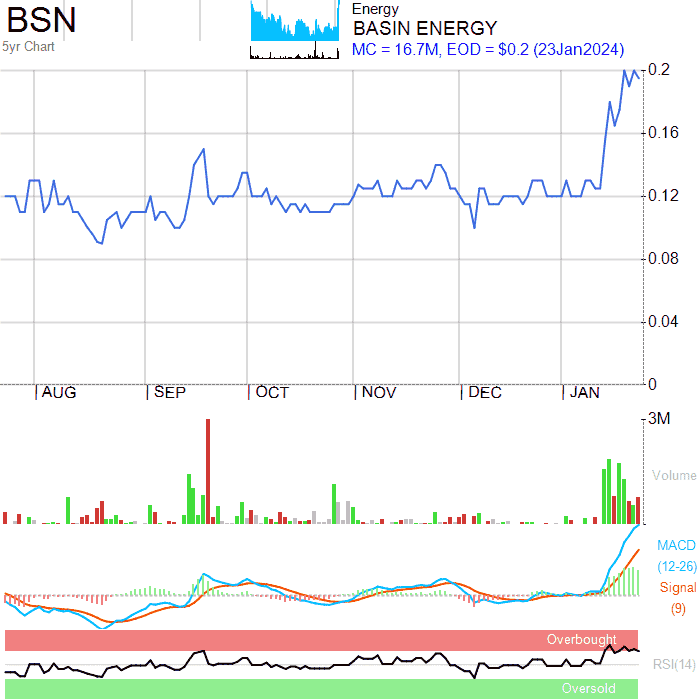 BSN
5yr Chart
Energy
BASIN ENERGY
MC = 16.7M, EOD = $0.2 (23Jan2024)
0.2
0.16
0.12
0.08
0.04
0
AUG SEP OCT NOV DEC JAN
3M
Volume
MACD
(12-26)
Signal
(9)
Overbought
RSI(14)
Oversold